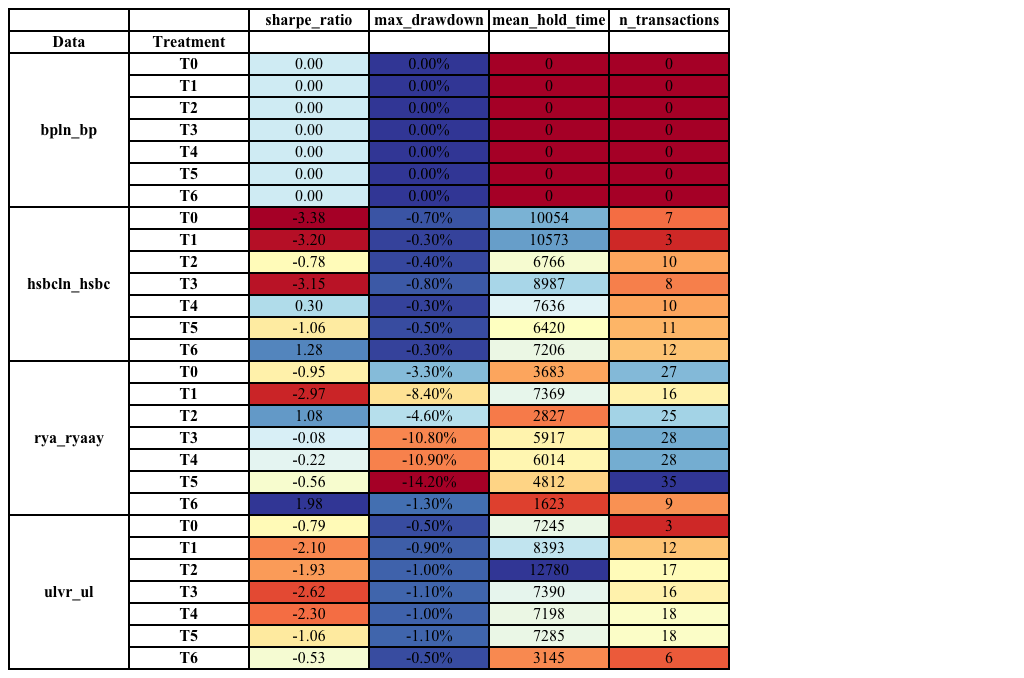 sharpe_ratio max_drawdown mean_hold_time n_transactions
Data Treatment
T0 0.00 0.00% 0 0
T1 0.00 0.00% 0 0
T2 0.00 0.00% 0 0
bpln_bp T3 0.00 0.00% 0 0
T4 0.00 0.00% 0 0
T5 0.00 0.00% 0 0
T6 0.00 0.00% 0 0
T0 -3.38 -0.70% 10054 7
T1 -3.20 -0.30% 10573 3
T2 -0.78 -0.40% 6766 10
hsbcln_hsbc T3 -3.15 -0.80% 8987 8
T4 0.30 -0.30% 7636 10
T5 -1.06 -0.50% 6420 11
T6 1.28 -0.30% 7206 12
T0 -0.95 -3.30% 3683 27
T1 -2.97 -8.40% 7369 16
T2 1.08 -4.60% 2827 25
rya_ryaay T3 -0.08 -10.80% 5917 28
T4 -0.22 -10.90% 6014 28
T5 -0.56 -14.20% 4812 35
T6 1.98 -1.30% 1623 9
T0 -0.79 -0.50% 7245 3
T1 -2.10 -0.90% 8393 12
T2 -1.93 -1.00% 12780 17
ulvr_ul T3 -2.62 -1.10% 7390 16
T4 -2.30 -1.00% 7198 18
T5 -1.06 -1.10% 7285 18
T6 -0.53 -0.50% 3145 6